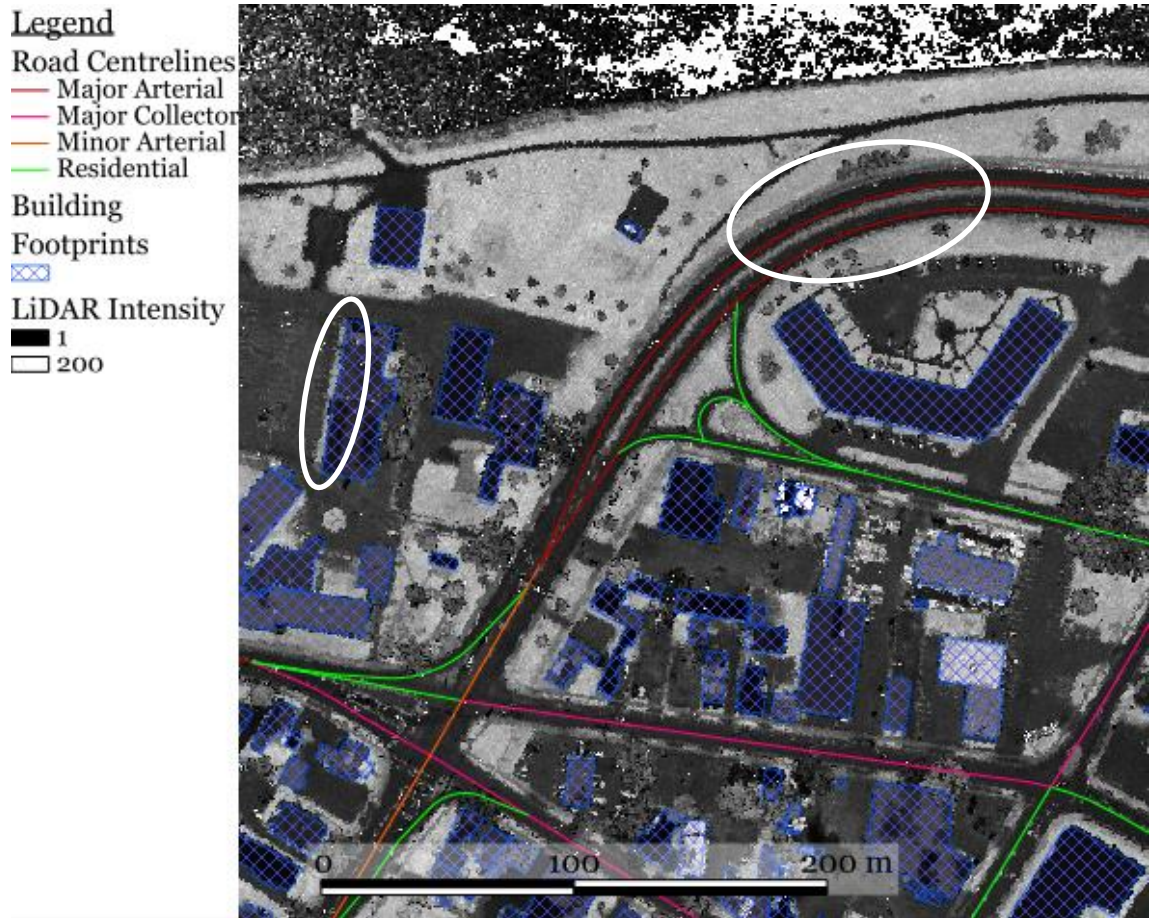 Legend
Road Centrelines
Major Arterial
Major Collector
Minor Arterial
Residential
Building
Footprints
LiDAR Intensity
1
200
0 100 200 m